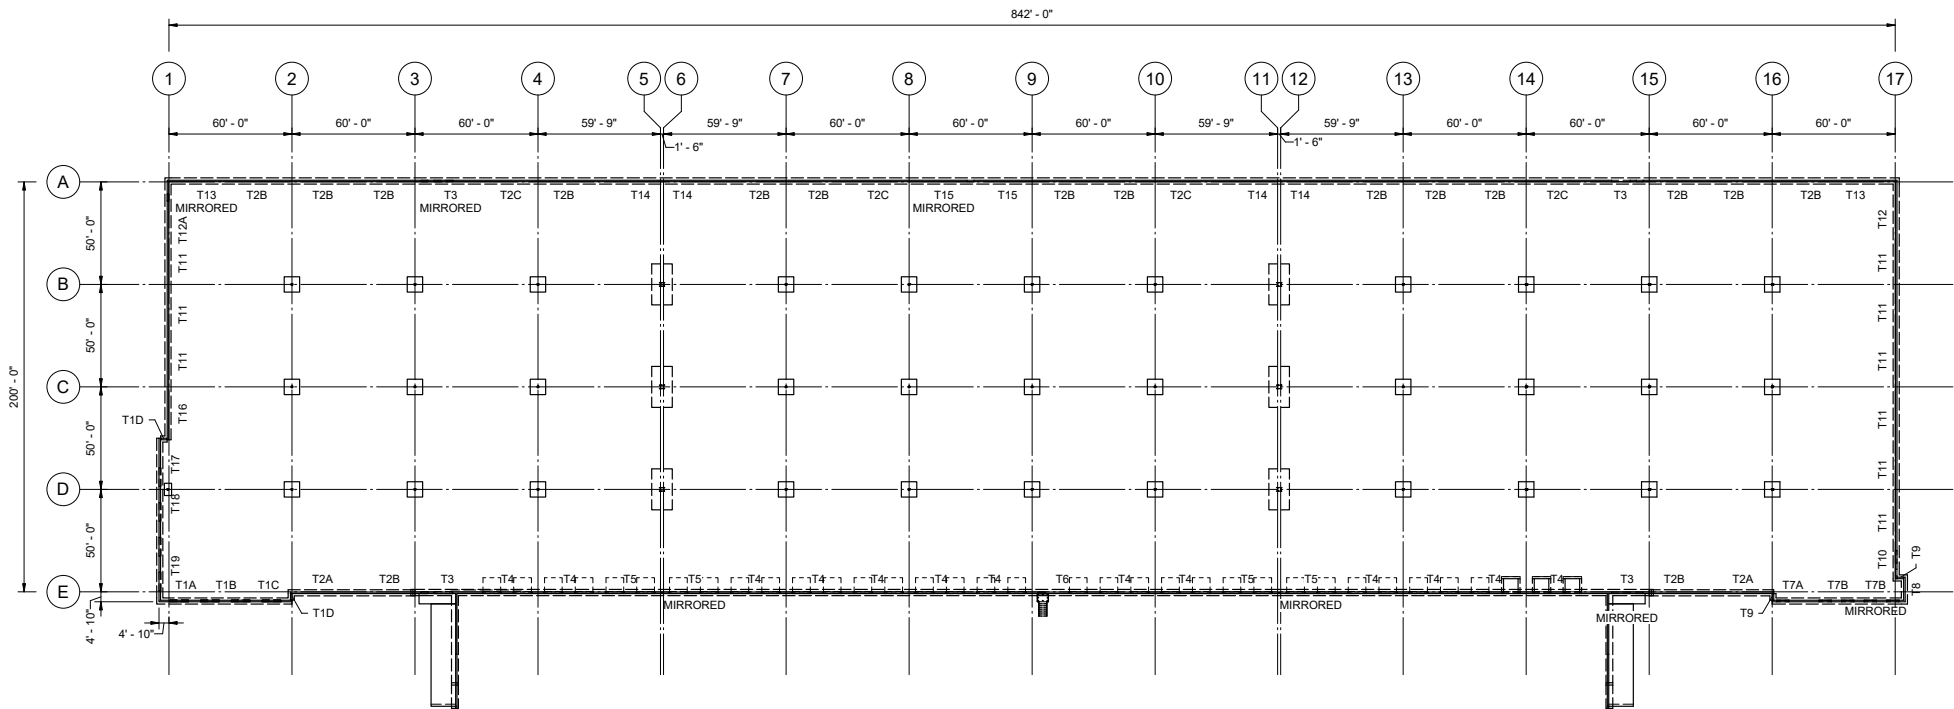 842' - 0"
1 2 3 4 5 6 7 8 9 10 11 12 13 14 15 16 17
60' - 0" 60' - 0" 60' - 0" 59' - 9" 59' - 9" 60' - 0" 60' - 0" 60' - 0" 59' - 9" 59' - 9" 60' - 0" 60' - 0" 60' - 0" 60' - 0"
1' - 6" 1' - 6"
A
T13 T2B T2B T2B T3 T2C T2B T14 T14 T2B T2B T2C T15 T15 T2B T2B T2C T14 T14 T2B T2B T2B T2C T3 T2B T2B T2B T13
MIRRORED MIRRORED MIRRORED
T12A T12
50' - 0"
T11 T11
B
T11 T11
50' - 0"
T11 T11
200' - 0"
C
T16 T11
T1D
50' - 0"
T17 T11
D
T18
50' - 0"
T11
T19 T10 T9
E
T1A T1B T1C T2A T2B T3 T4 T4 T5 T5 T4 T4 T4 T4 T4 T6 T4 T4 T5 T5 T4 T4 T4 T4 T3 T2B T2A T7A T7B T7B T8
4' - 10"
MIRRORED MIRRORED MIRRORED MIRRORED
T1D T9
4' - 10"